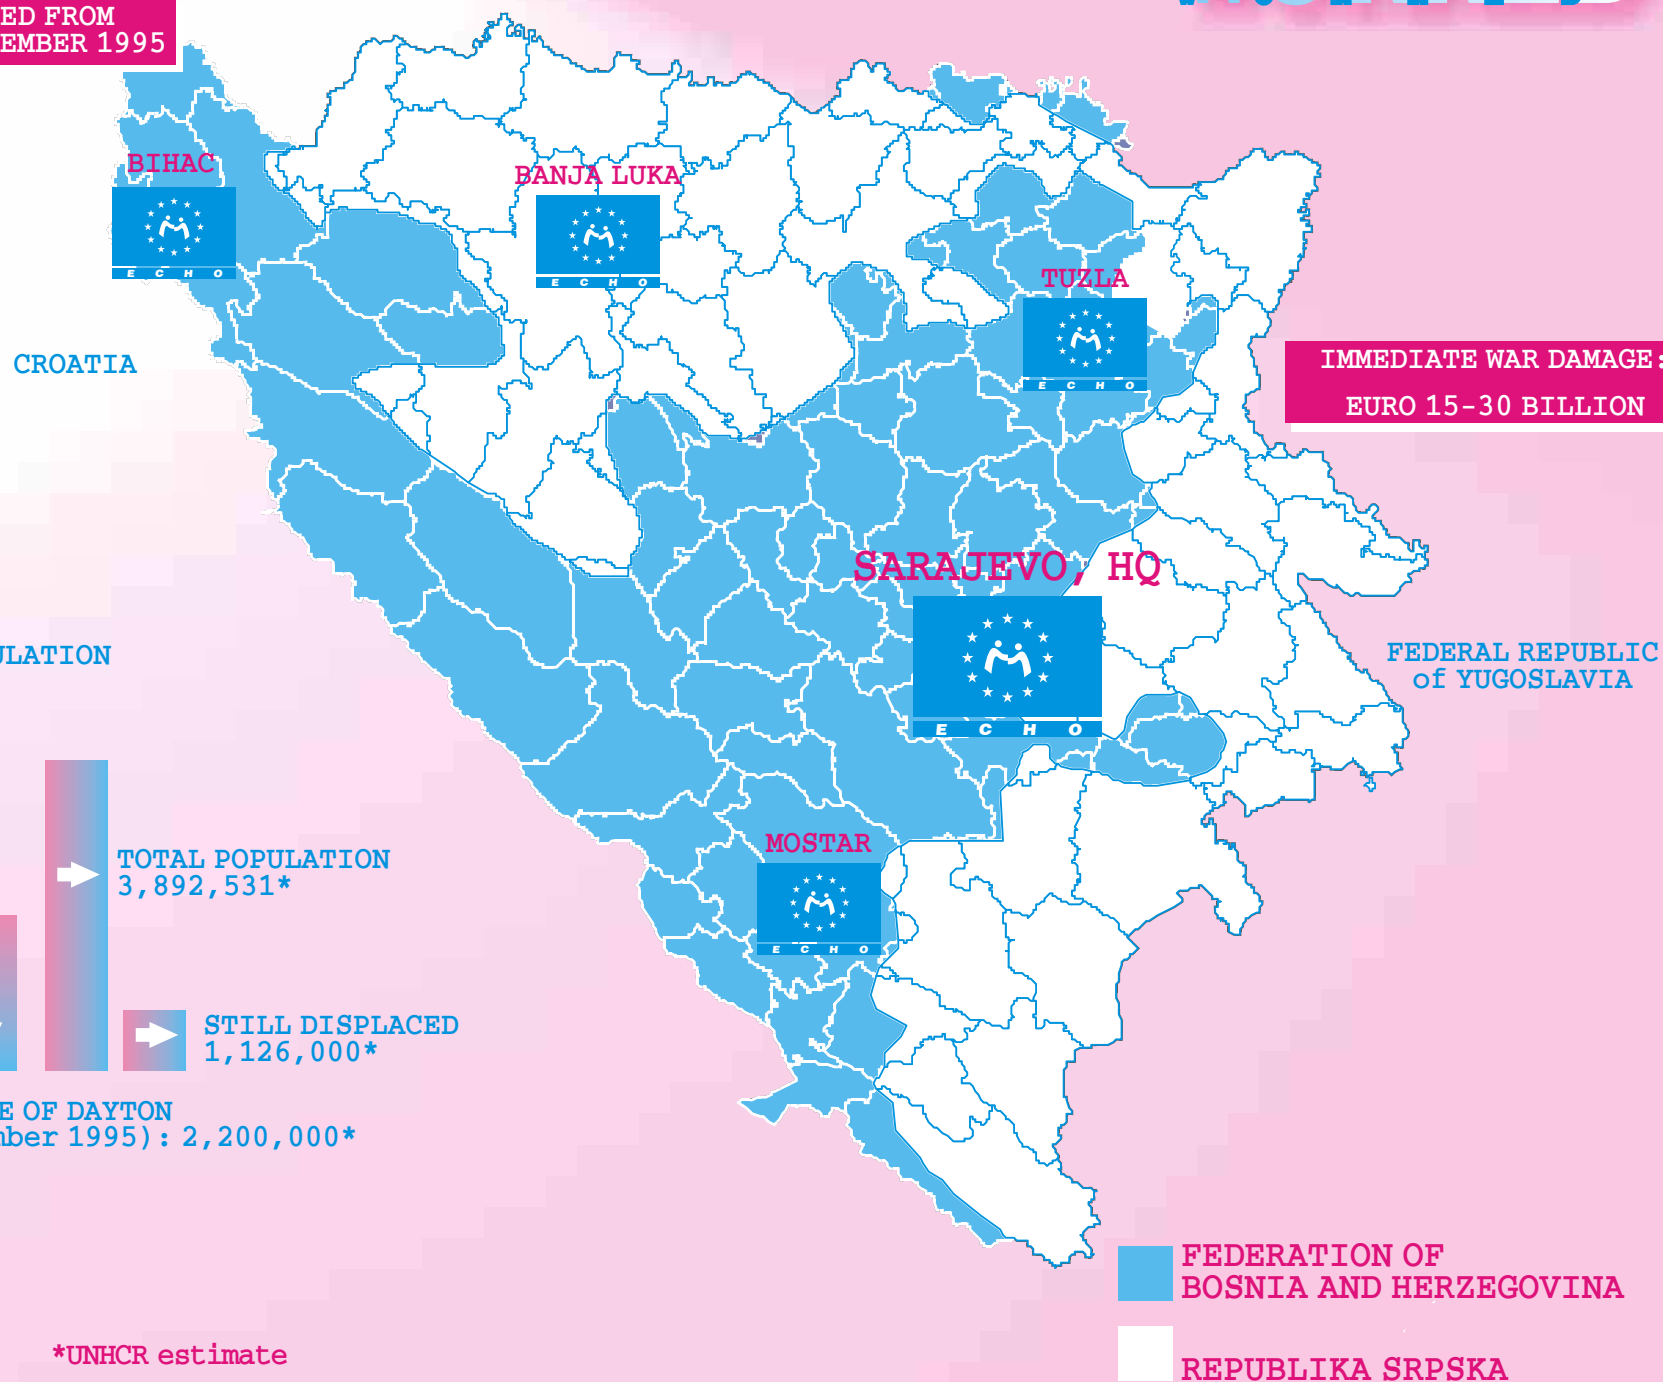 ED FROM
EMBER 1995
BIHAC
E C H O
BANJA LUKA
E C H O
TUZLA
E C H O
CROATIA
IMMEDIATE WAR DAMAGE:
EURO 15-30 BILLION
SARAJEVO, HQ
E C H O
ULATION
FEDERAL REPUBLIC
of YUGOSLAVIA
MOSTAR
E C H O
TOTAL POPULATION
3,892,531*
STILL DISPLACED
1,126,000*
E OF DAYTON
mber 1995): 2,200,000*
FEDERATION OF
BOSNIA AND HERZEGOVINA
REPUBLIKA SRPSKA
*UNHCR estimate